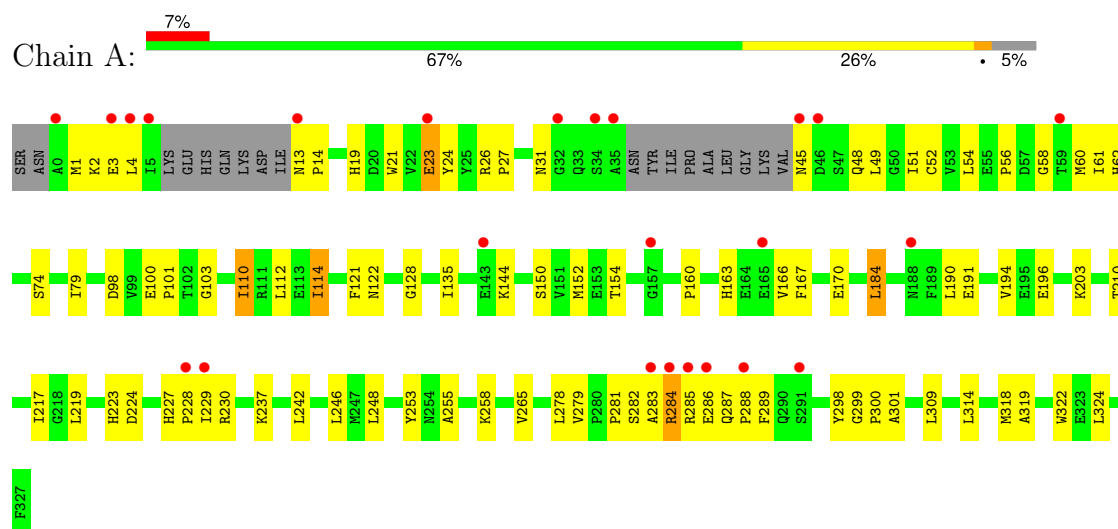 7%
Chain A:
67% 26% • 5%
SER ASN A0 M1 K2 E3 L4 I5 LYS GLU HIS GLN LYS ASP ILE N13 P14 H19 D20 W21 V22 E23 Y24 Y25 R26 P27 N31 G32 Q33 S34 A35 ASN TYR ILE PRO ALA LEU GLY LYS VAL N45 D46 S47 Q48 L49 G50 I51 C52 V53 L54 E55 P56 D57 G58 T59 M60 I61 H62
S74 I79 D98 V99 E100 P101 T102 G103 I110 R111 L112 E113 I114 F121 N122 G128 I135 E143 K144 S150 V151 M152 E153 T154 G157 P160 H163 E164 E165 V166 F167 E170 L184 N188 F189 L190 E191 V194 E195 E196 K203
I217 G218 L219 H223 D224 H227 P228 I229 R230 K237 L242 L246 M247 L248 Y253 N254 A255 K258 V265 L278 V279 P280 P281 S282 A283 R284 R285 E286 Q287 P288 F289 Q290 S291 Y298 G299 P300 A301 L309 L314 M318 A319 W322 E323 L324
F327